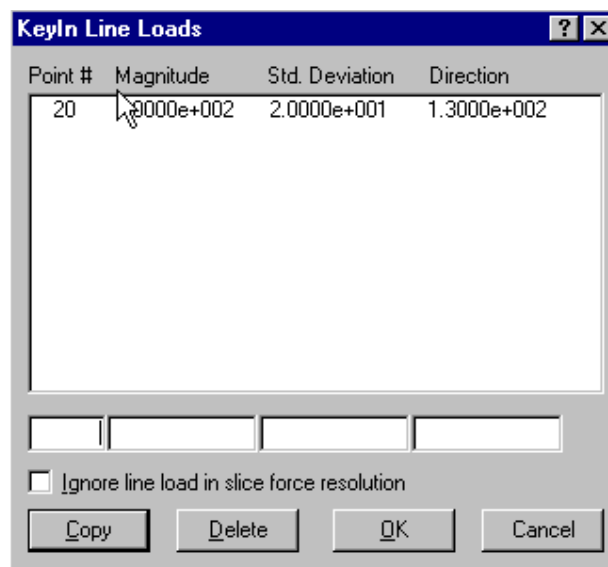 KeyIn Line Loads
Point # Magnitude Std. Deviation Direction
20 2.0000e+001 1.3000e+002
Ignore line load in slice force resolution
Copy Delete OK Cancel